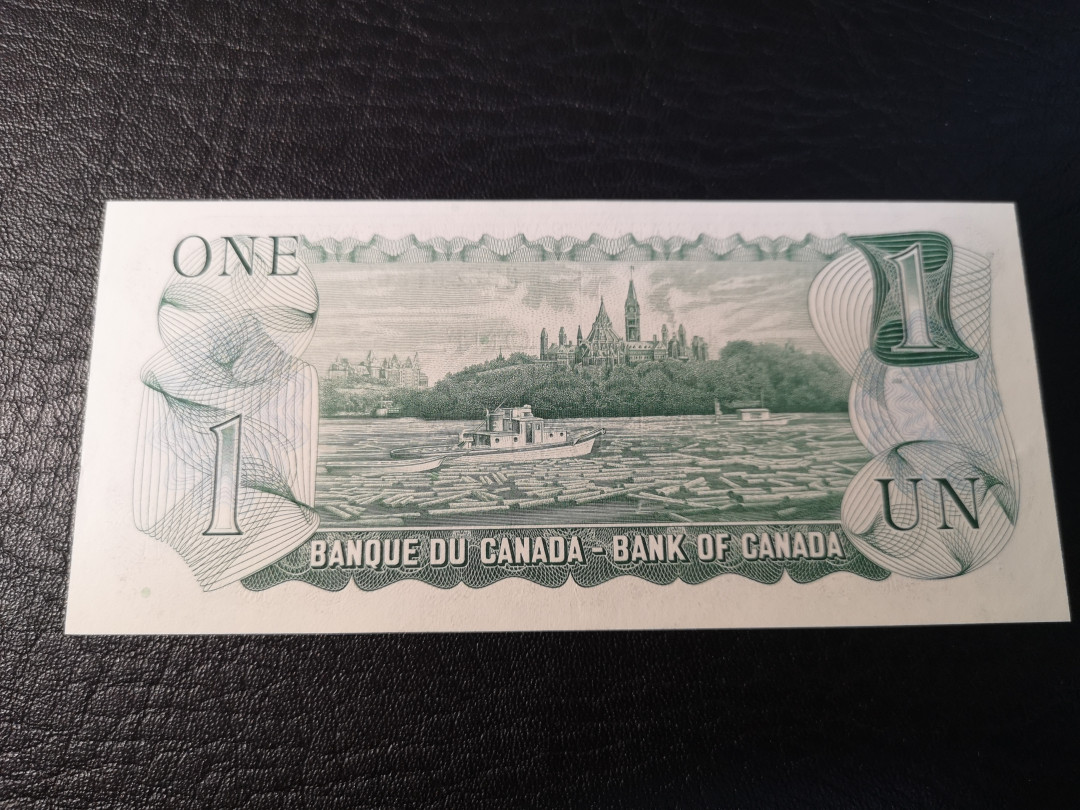 ONE
1
1
UN
BANQUE DU CANADA - BANK OF CANADA